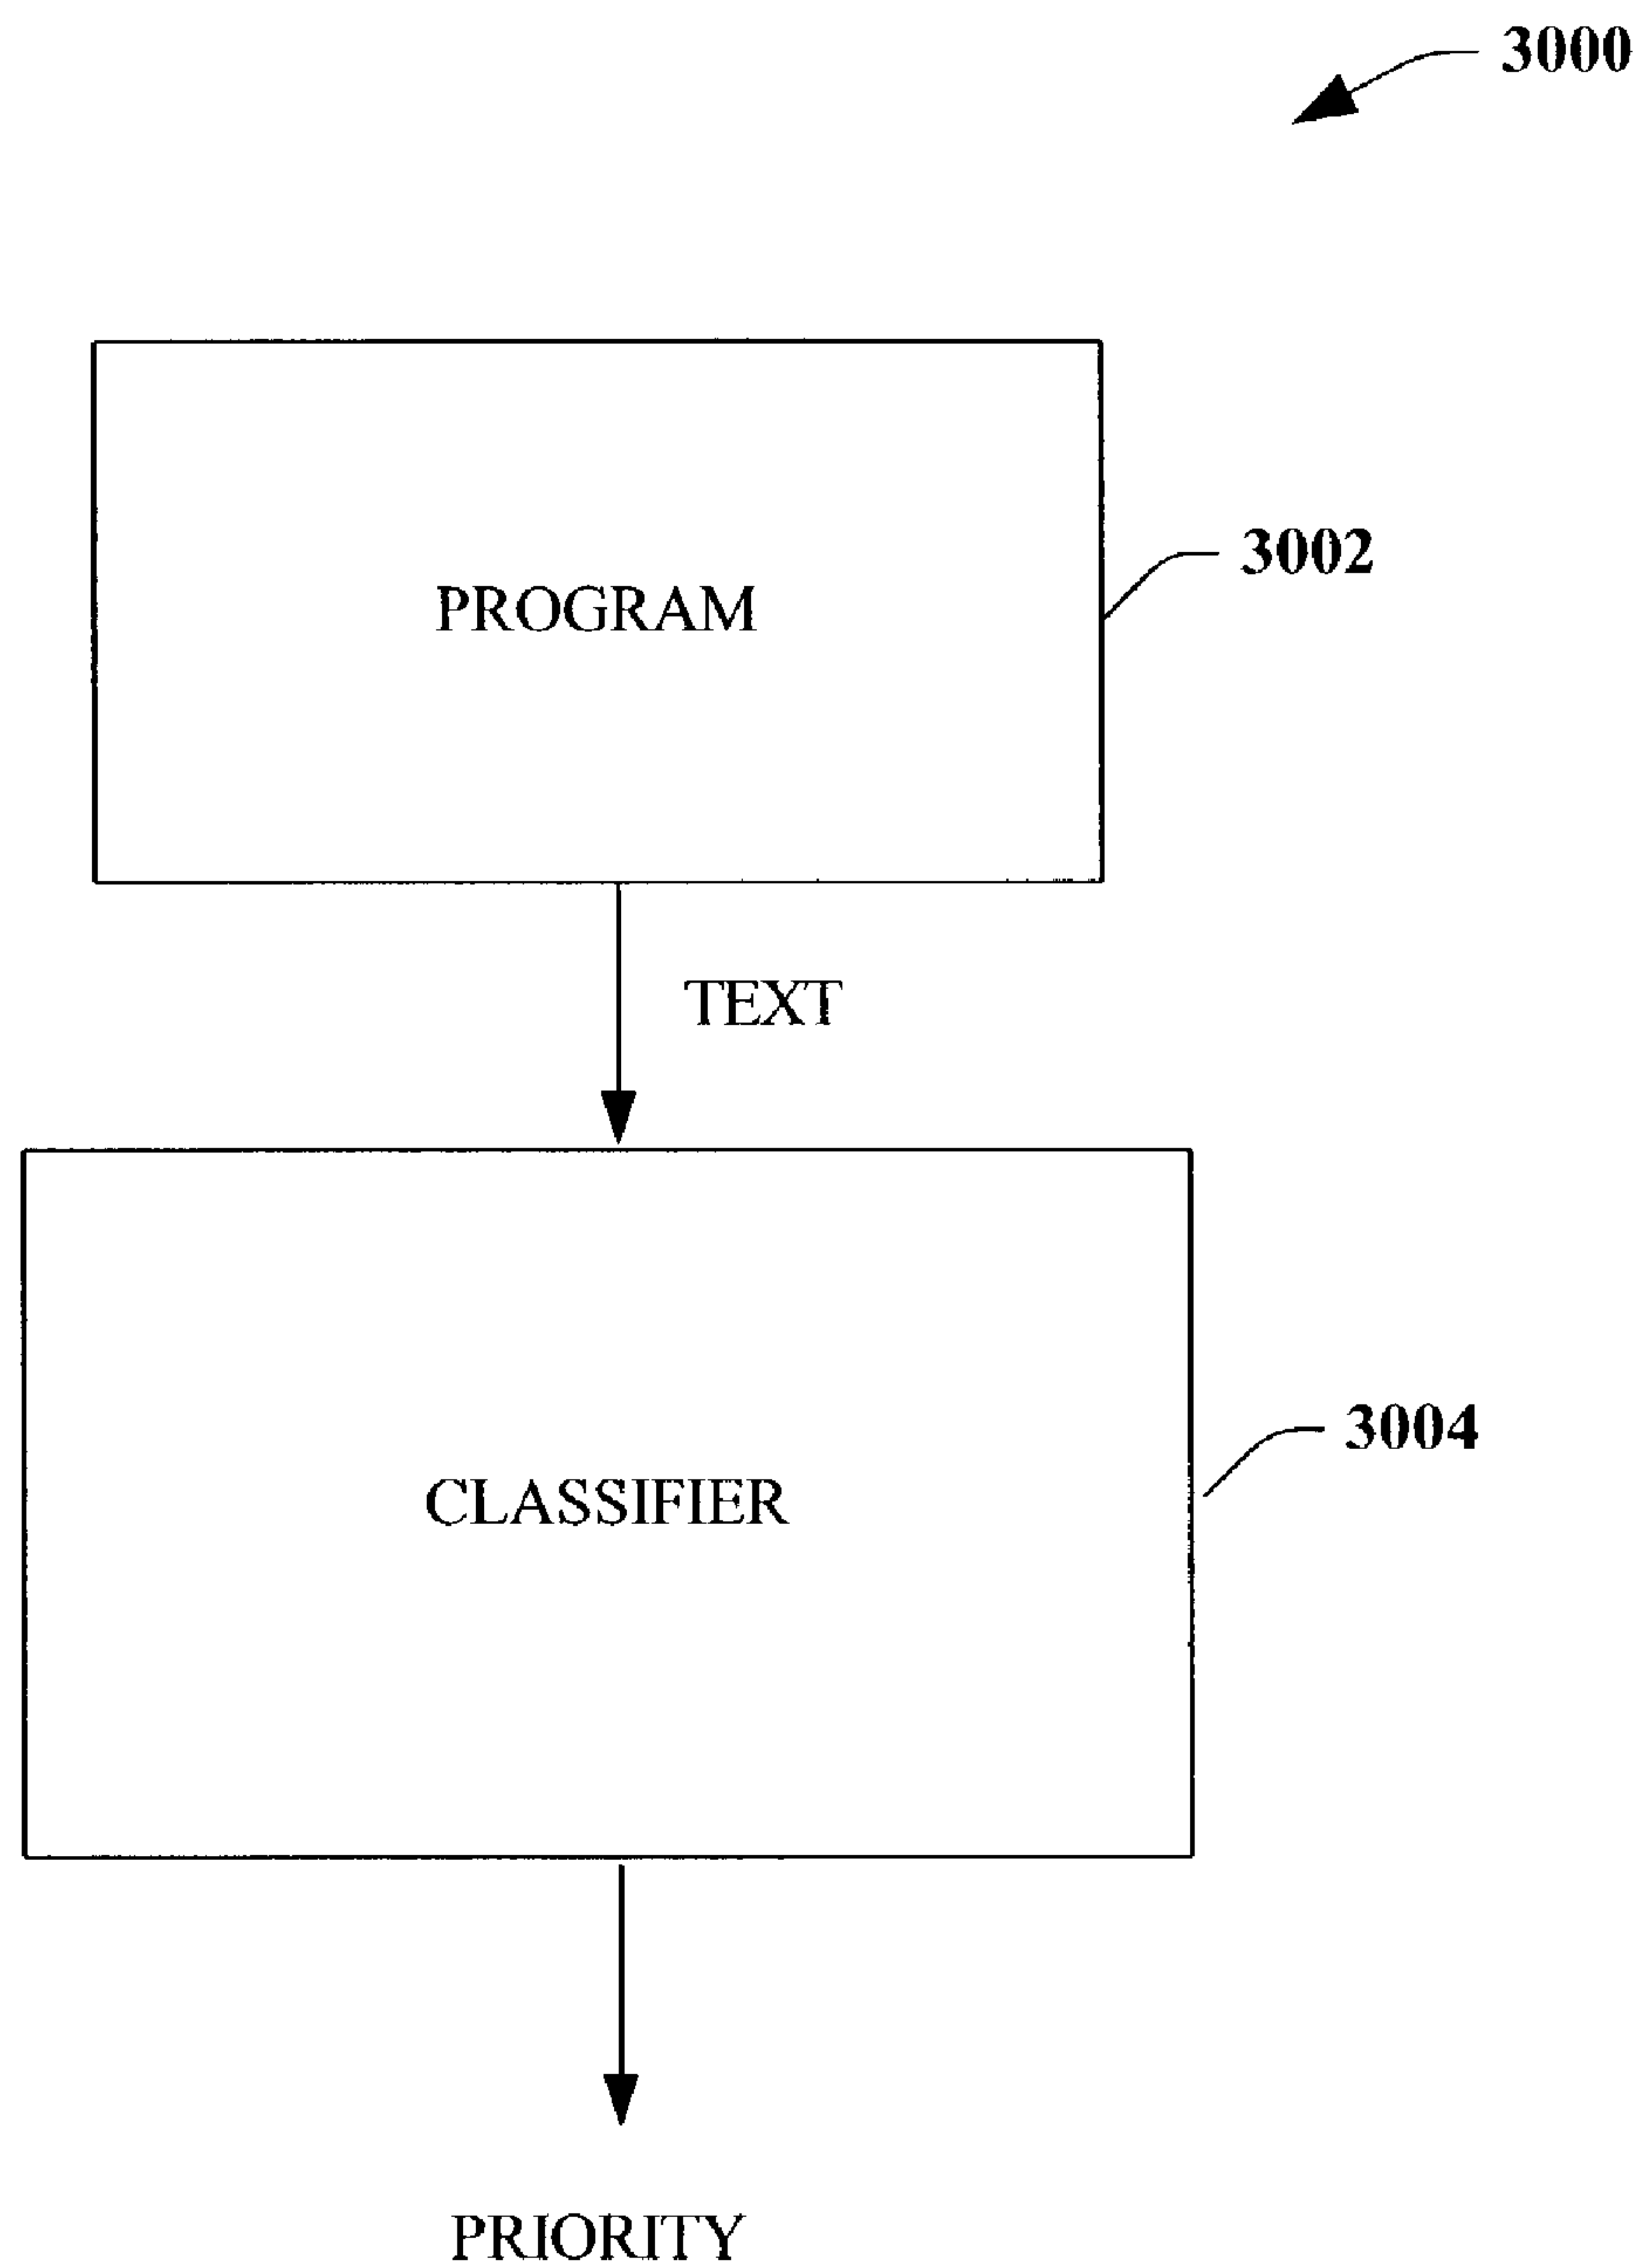 3000
PROGRAM
3002
TEXT
CLASSIFIER
3004
PRIORITY